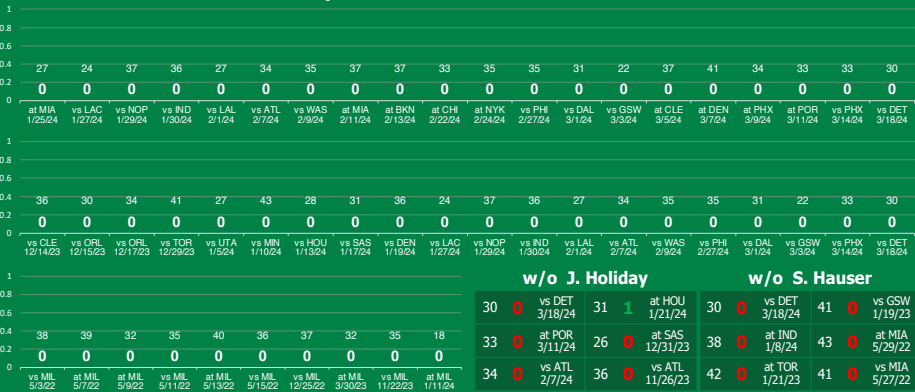 1
0.8
0.6
0.4
0.2
0
27 24 37 36 27 34 35 37 37 33 35 35 31 22 37 41 34 33 33 30
0 0 0 0 0 0 0 0 0 0 0 0 0 0 0 0 0 0 0 0
at MIA vs LAC vs NOP vs IND vs LAL vs ATL vs WAS at MIA at BKN at CHI at NYK vs PHI vs DAL vs GSW at CLE at DEN at PHX at POR vs PHX vs DET
1/25/24 1/27/24 1/29/24 1/30/24 2/1/24 2/7/24 2/9/24 2/11/24 2/13/24 2/22/24 2/24/24 2/27/24 3/1/24 3/3/24 3/5/24 3/7/24 3/9/24 3/11/24 3/14/24 3/18/24
1
0.8
0.6
0.4
0.2
0
36 30 34 41 27 43 28 31 36 24 37 36 27 34 35 35 31 22 33 30
0 0 0 0 0 0 0 0 0 0 0 0 0 0 0 0 0 0 0 0
vs CLE vs ORL vs ORL vs TOR vs UTA vs MIN vs HOU vs SAS vs DEN vs LAC vs NOP vs IND vs LAL vs ATL vs WAS vs PHI vs DAL vs GSW vs PHX vs DET
12/14/23 12/15/23 12/17/23 12/29/23 1/5/24 1/10/24 1/13/24 1/17/24 1/19/24 1/27/24 1/29/24 1/30/24 2/1/24 2/7/24 2/9/24 2/27/24 3/1/24 3/3/24 3/14/24 3/18/24
1
0.8
0.6
0.4
0.2
0
38 39 32 35 40 36 37 32 35 18
0 0 0 0 0 0 0 0 0 0
vs MIL at MIL at MIL vs MIL at MIL vs MIL vs MIL at MIL vs MIL at MIL
5/3/22 5/7/22 5/9/22 5/11/22 5/13/22 5/15/22 12/25/22 3/30/23 11/22/23 1/11/24
w/o J. Holiday
30 0 vs DET 3/18/24 31 1 at HOU 1/21/24
33 0 at POR 3/11/24 26 0 at SAS 12/31/23
34 0 vs ATL 2/7/24 36 0 vs ATL 11/26/23
w/o S. Hauser
30 0 vs DET 3/18/24 41 0 vs GSW 1/19/23
38 0 at IND 1/8/24 43 0 at MIA 5/29/22
42 0 at TOR 1/21/23 41 0 vs MIA 5/27/22